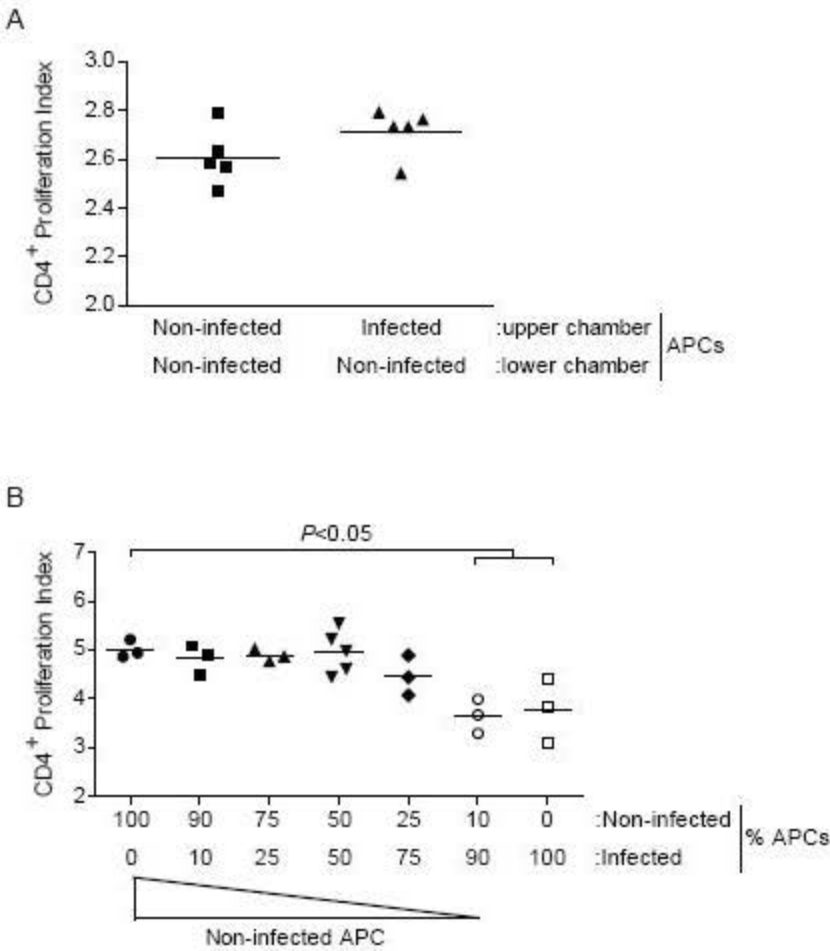 A
CD4+ Proliferation Index
3.0
2.8
2.6
2.4
2.2
2.0
Non-infected Infected :upper chamber
Non-infected Non-infected :lower chamber
APCs
B
P<0.05
CD4+ Proliferation Index
7
6
5
4
3
2
100 90 75 50 25 10 0 :Non-infected
0 10 25 50 75 90 100 :Infected
% APCs
Non-infected APC